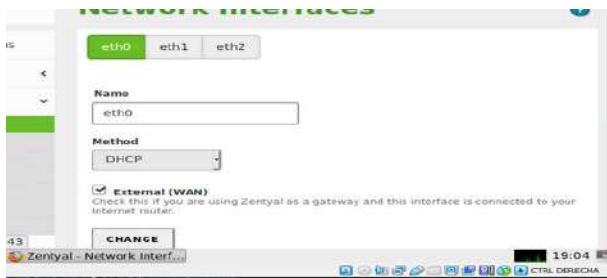 Network Interfaces
eth0 eth1 eth2
Name
eth0
Method
DHCP
External (WAN)
Check this if you are using Zentyal as a gateway and this interface is connected to your
Internet router.
CHANGE
43
Zentyal - Network Interf...
19:04
CTRL DERECHA